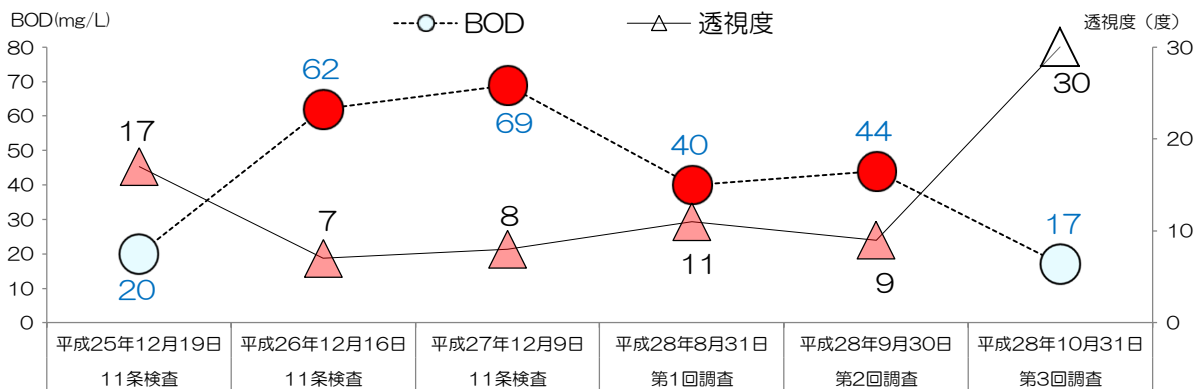 BOD(mg/L)
BOD
透視度
透視度（度）
80
70
60
50
40
30
20
10
0
30
20
10
0
20
62
69
40
44
17
17
7
8
11
9
30
平成25年12月19日
平成26年12月16日
平成27年12月9日
平成28年8月31日
平成28年9月30日
平成28年10月31日
11条検査
11条検査
11条検査
第1回調査
第2回調査
第3回調査